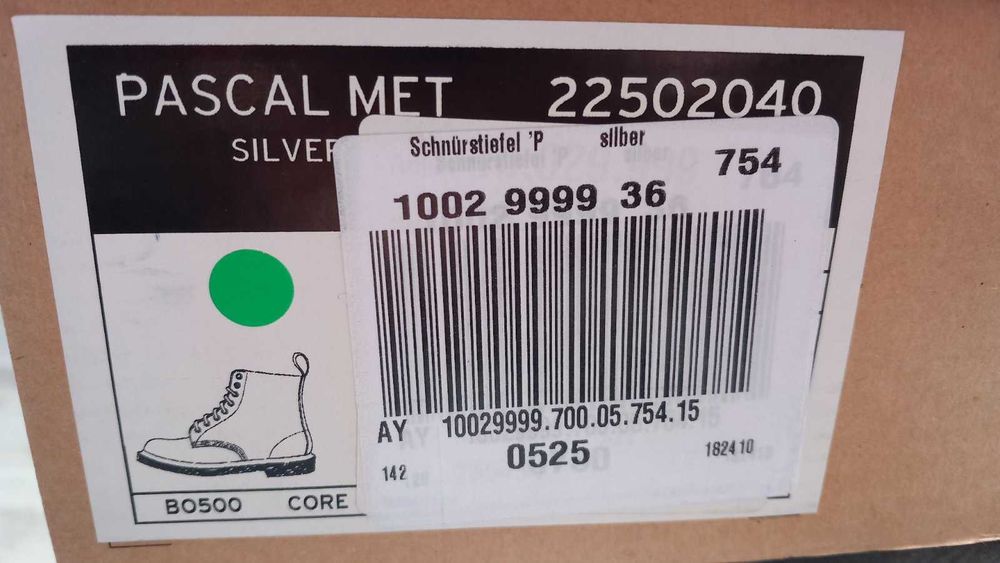 PASCAL MET 22502040
SILVER
Schnürstiefel 'P silber
754
1002 9999 36
AY 10029999.700.05.754.15
142 0525 182410
BO500 CORE